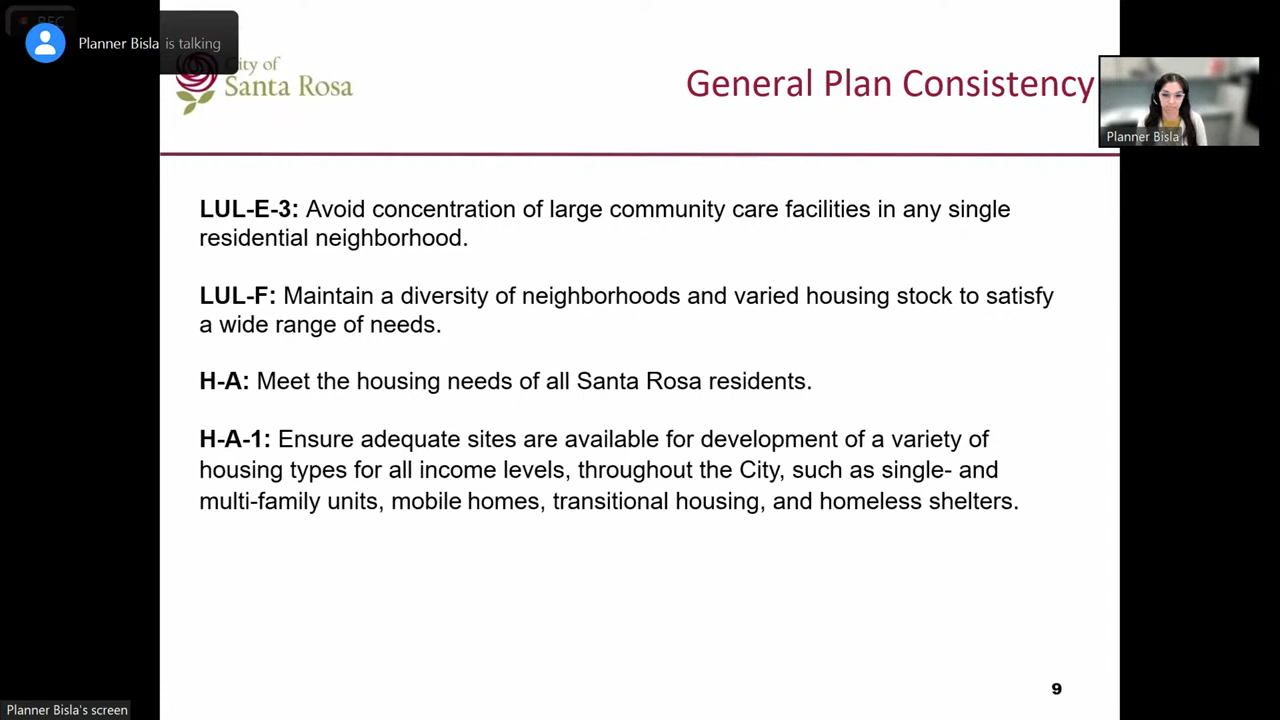 REC
Planner Bisla is talking
City of
Santa Rosa
General Plan Consistency
Planner Bisla
LUL-E-3: Avoid concentration of large community care facilities in any single
residential neighborhood.
LUL-F: Maintain a diversity of neighborhoods and varied housing stock to satisfy
a wide range of needs.
H-A: Meet the housing needs of all Santa Rosa residents.
H-A-1: Ensure adequate sites are available for development of a variety of
housing types for all income levels, throughout the City, such as single- and
multi-family units, mobile homes, transitional housing, and homeless shelters.
9
Planner Bisla's screen